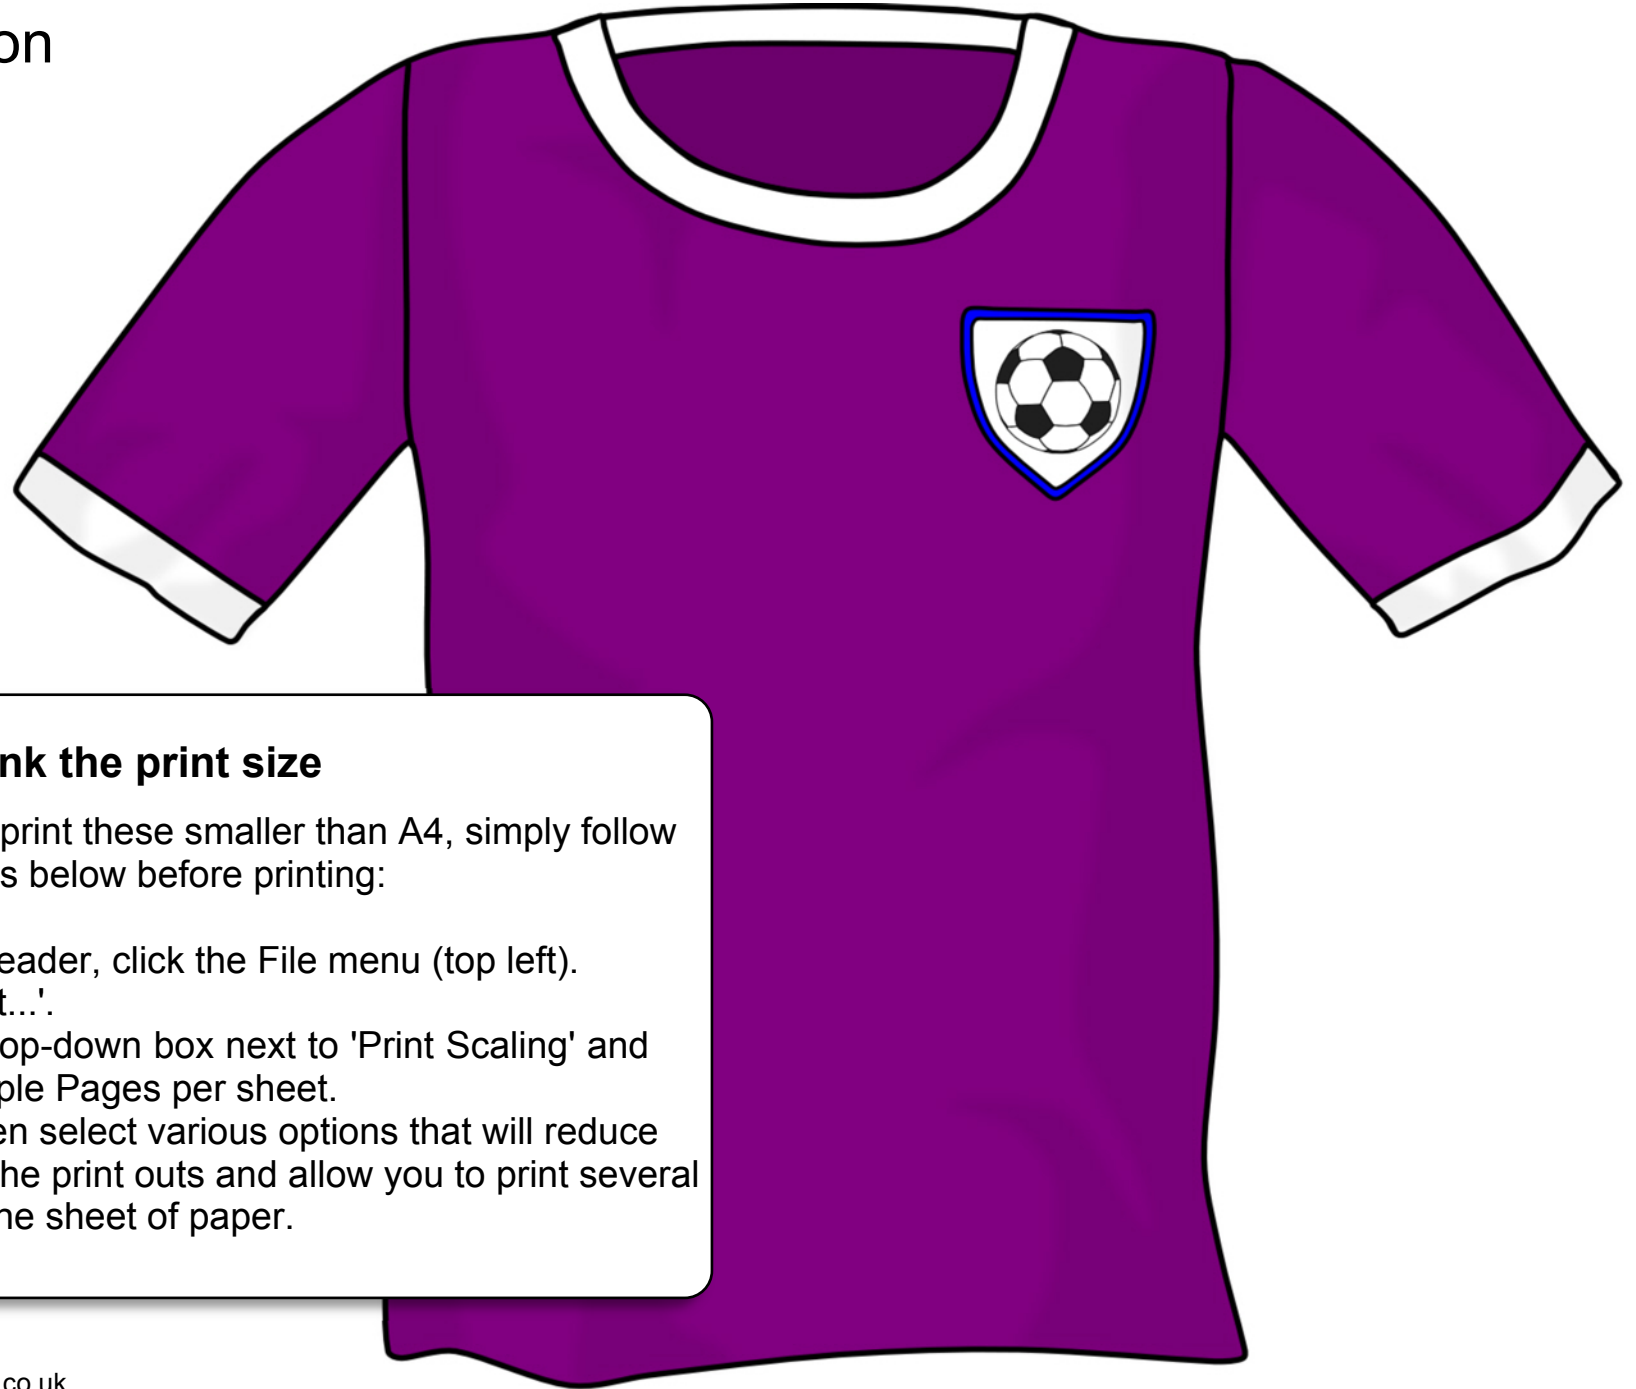 on
nk the print size
print these smaller than A4, simply follow
s below before printing:
eader, click the File menu (top left).
t...'.
op-down box next to 'Print Scaling' and
ple Pages per sheet.
en select various options that will reduce
he print outs and allow you to print several
ne sheet of paper.
co.uk